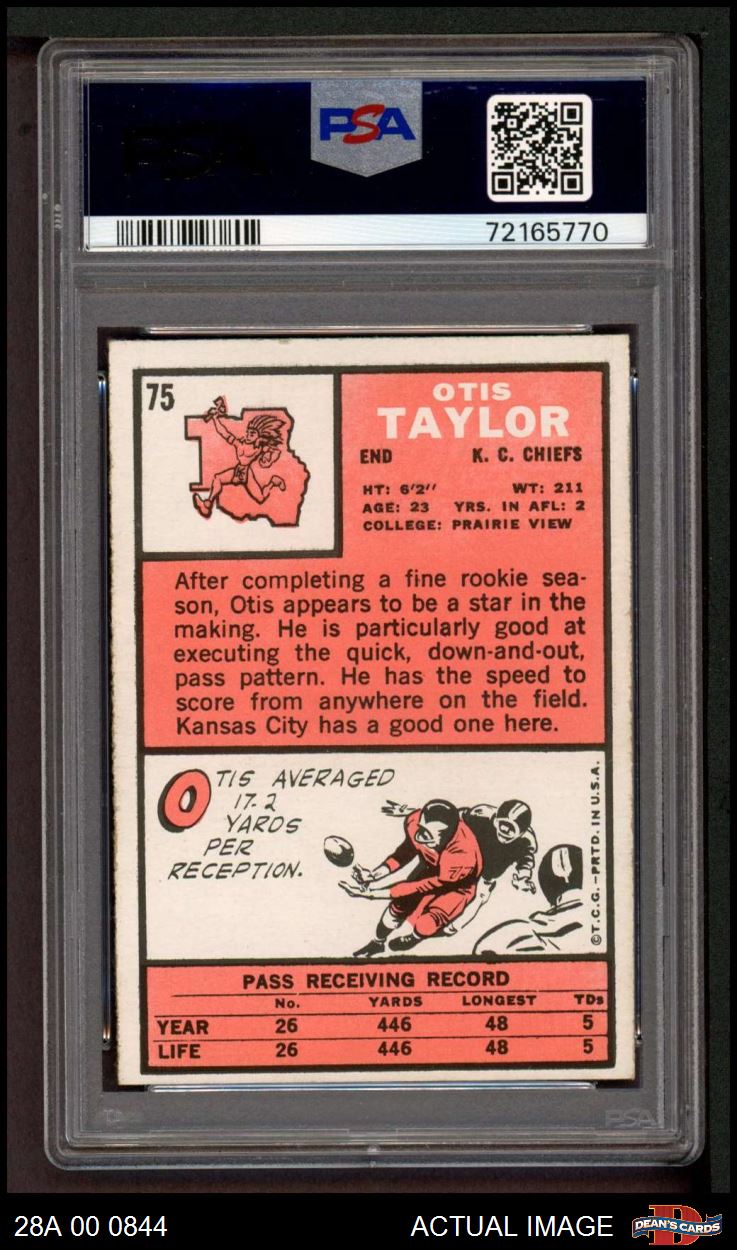 PSA
72165770
75
OTIS
TAYLOR
END K. C. CHIEFS
HT: 6'2'' WT: 211
AGE: 23 YRS. IN AFL: 2
COLLEGE: PRAIRIE VIEW
After completing a fine rookie sea-
son, Otis appears to be a star in the
making. He is particularly good at
executing the quick, down-and-out,
pass pattern. He has the speed to
score from anywhere on the field.
Kansas City has a good one here.
OTIS AVERAGED
17.2
YARDS
PER
RECEPTION.
©T.C.G.-PRTD. IN U.S.A.
PASS RECEIVING RECORD
No. YARDS LONGEST TDs
YEAR 26 446 48 5
LIFE 26 446 48 5
PSA
28A 00 0844
ACTUAL IMAGE
DEAN'S CARDS